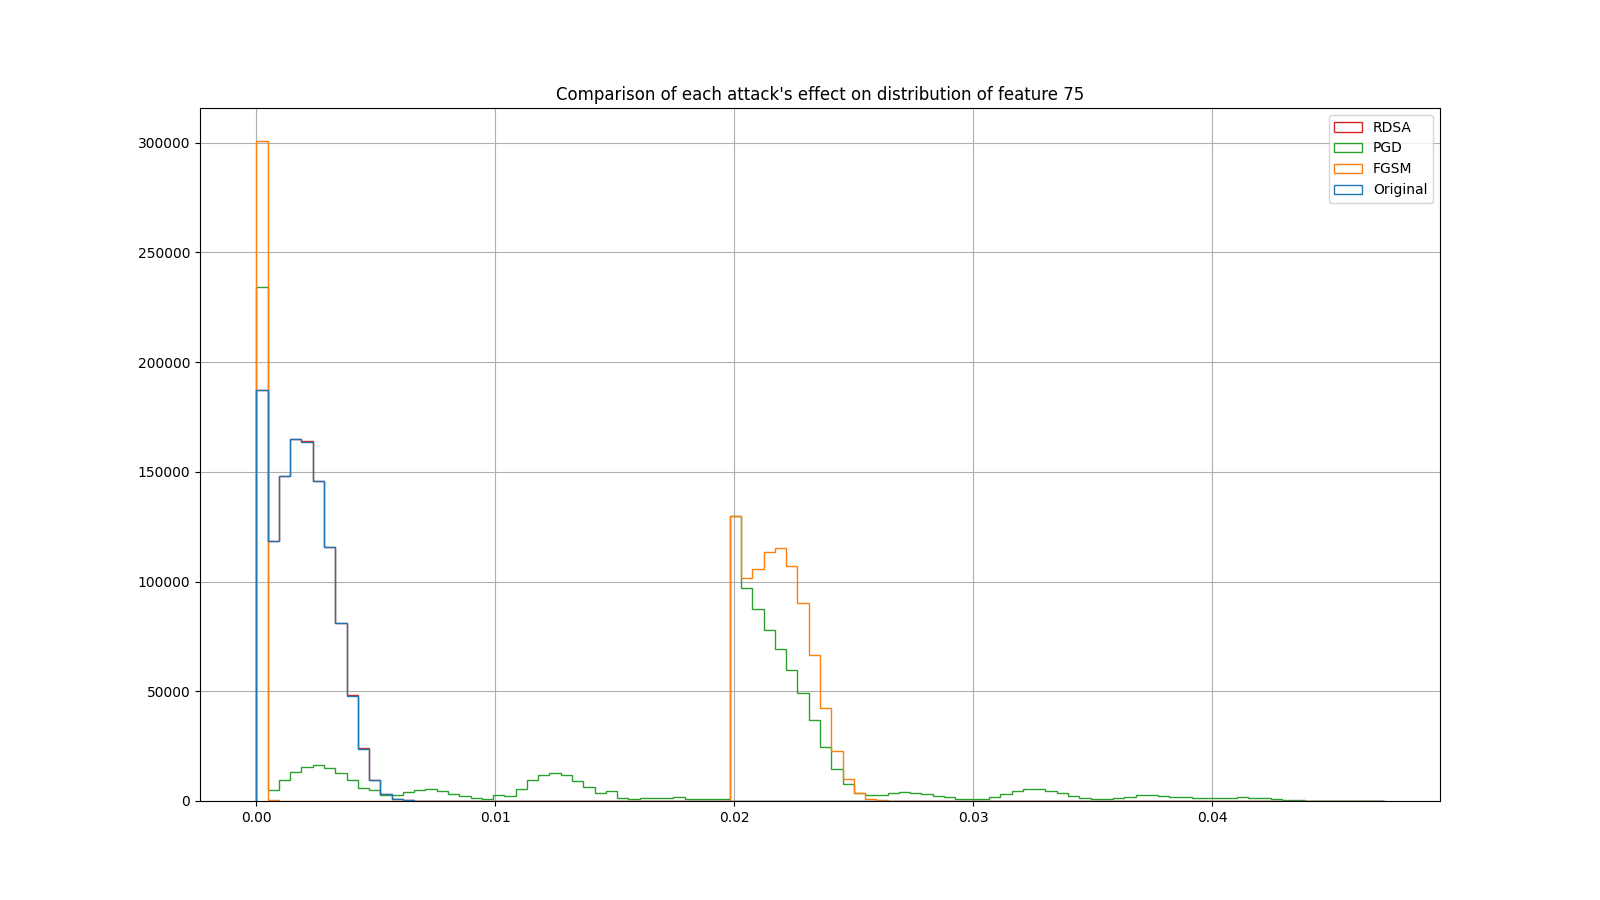 Comparison of each attack's effect on distribution of feature 75
RDSA
PGD
FGSM
Original
300000
250000
200000
150000
100000
50000
0
0.00 0.01 0.02 0.03 0.04